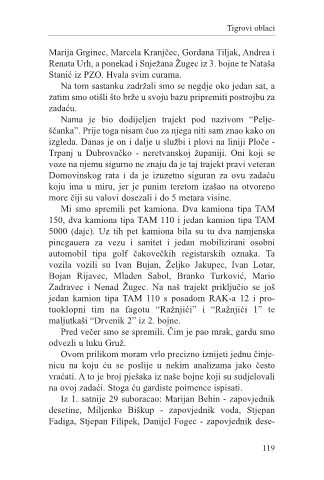 Tigrovi oblaci
Marija Grginec, Marcela Kranjčec, Gordana Tiljak, Andrea i
Renata Urh, a ponekad i Snježana Žugec iz 3. bojne te Nataša
Stanić iz PZO. Hvala svim curama.
Na tom sastanku zadržali smo se negdje oko jedan sat, a
zatim smo otišli što brže u svoju bazu pripremiti postrojbu za
zadaću.
Nama je bio dodijeljen trajekt pod nazivom “Pelje-
ščanka”. Prije toga nisam čuo za njega niti sam znao kako on
izgleda. Danas je on i dalje u službi i plovi na liniji Ploče -
Trpanj u Dubrovačko - neretvanskoj županiji. Oni koji se
voze na njemu sigurno ne znaju da je taj trajekt pravi veteran
Domovinskog rata i da je izuzetno siguran za ovu zadaću
koju ima u miru, jer je punim teretom izašao na otvoreno
more čiji su valovi dosezali i do 5 metara visine.
Mi smo spremili pet kamiona. Dva kamiona tipa TAM
150, dva kamiona tipa TAM 110 i jedan kamion tipa TAM
5000 (dajc). Uz tih pet kamiona bila su tu dva namjenska
pincgauera za vezu i sanitet i jedan mobilizirani osobni
automobil tipa golf čakovečkih registarskih oznaka. Ta
vozila vozili su Ivan Bujan, Željko Jakupec, Ivan Lotar,
Bojan Rijavec, Mladen Sabol, Branko Turković, Mario
Zadravec i Nenad Žugec. Na naš trajekt priključio se još
jedan kamion tipa TAM 110 s posadom RAK-a 12 i pro-
tuoklopni tim na fagotu “Ražnjići” i “Ražnjići 1” te
maljutkaši “Drvenik 2” iz 2. bojne.
Pred večer smo se spremili. Čim je pao mrak, gardu smo
odvezli u luku Gruž.
Ovom prilikom moram vrlo precizno iznijeti jednu činje-
nicu na koju ću se poslije u nekim analizama jako često
vraćati. A to je broj pješaka iz naše bojne koji su sudjelovali
na ovoj zadaći. Stoga ću gardiste poimence ispisati.
Iz 1. satnije 29 suboraca: Marijan Behin - zapovjednik
desetine, Miljenko Biškup - zapovjednik voda, Stjepan
Fadiga, Stjepan Filipek, Danijel Fogec - zapovjednik dese-
119